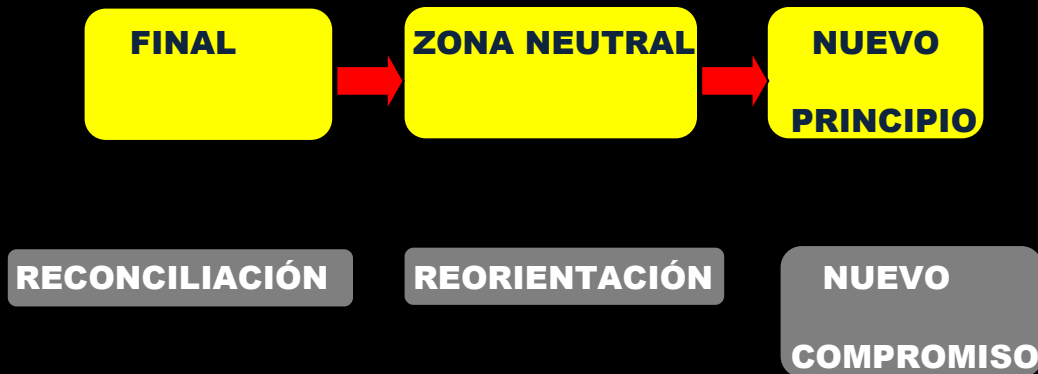 FINAL
ZONA NEUTRAL
NUEVO
PRINCIPIO
RECONCILIACIÓN
REORIENTACIÓN
NUEVO
COMPROMISO